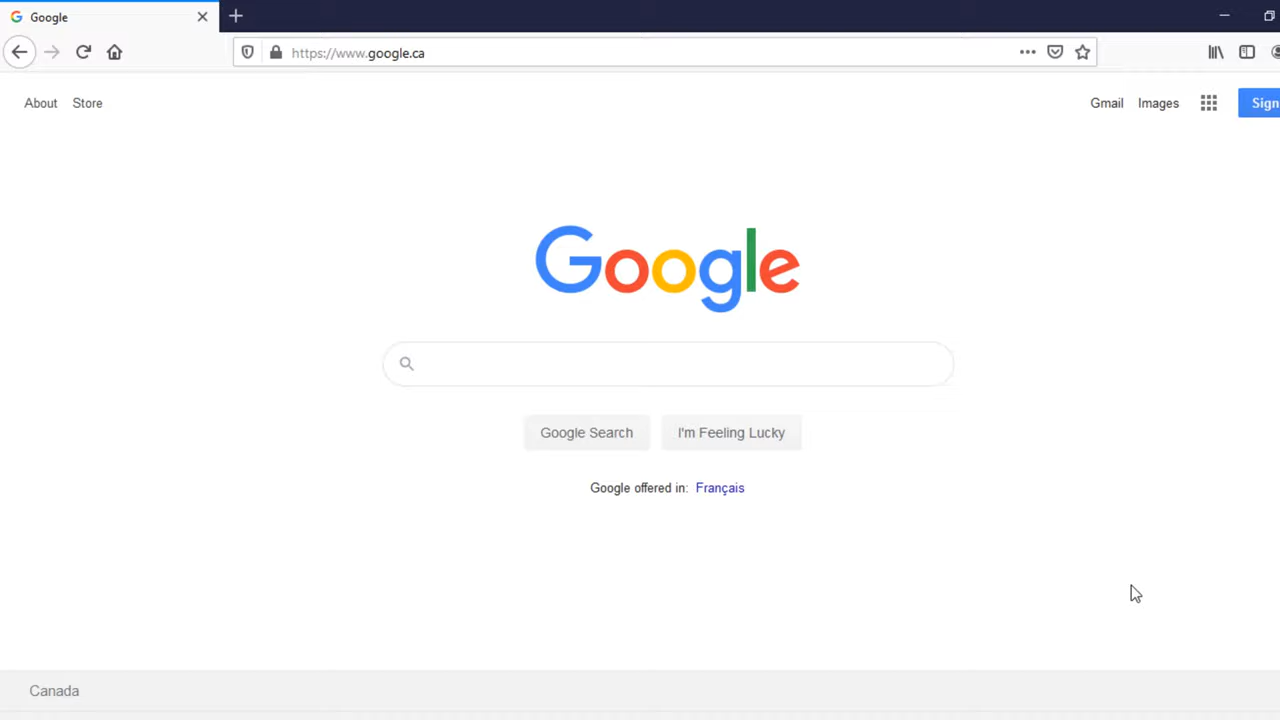 Google
https://www.google.ca
About Store
Gmail Images Sign
Google
Google Search I'm Feeling Lucky
Google offered in: Français
Canada